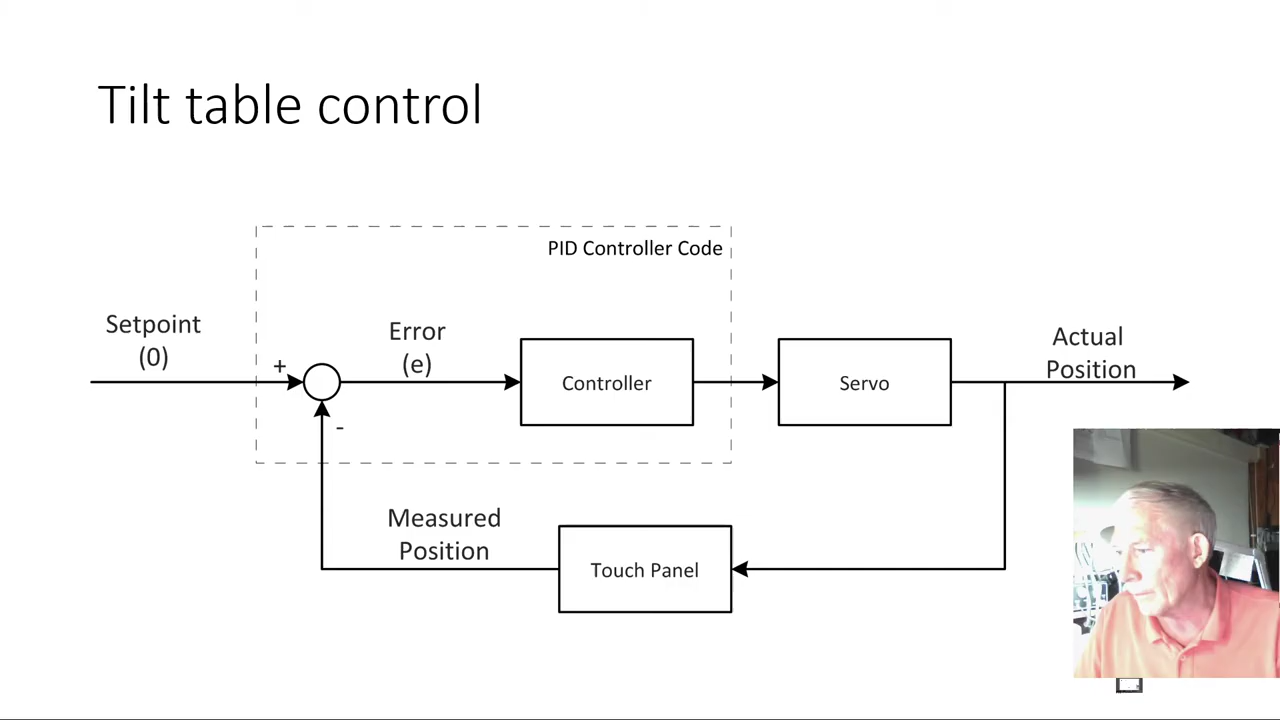 Tilt table control
PID Controller Code
Setpoint
(0)
+
Error
(e)
Controller
Servo
Actual
Position
-
Measured
Position
Touch Panel